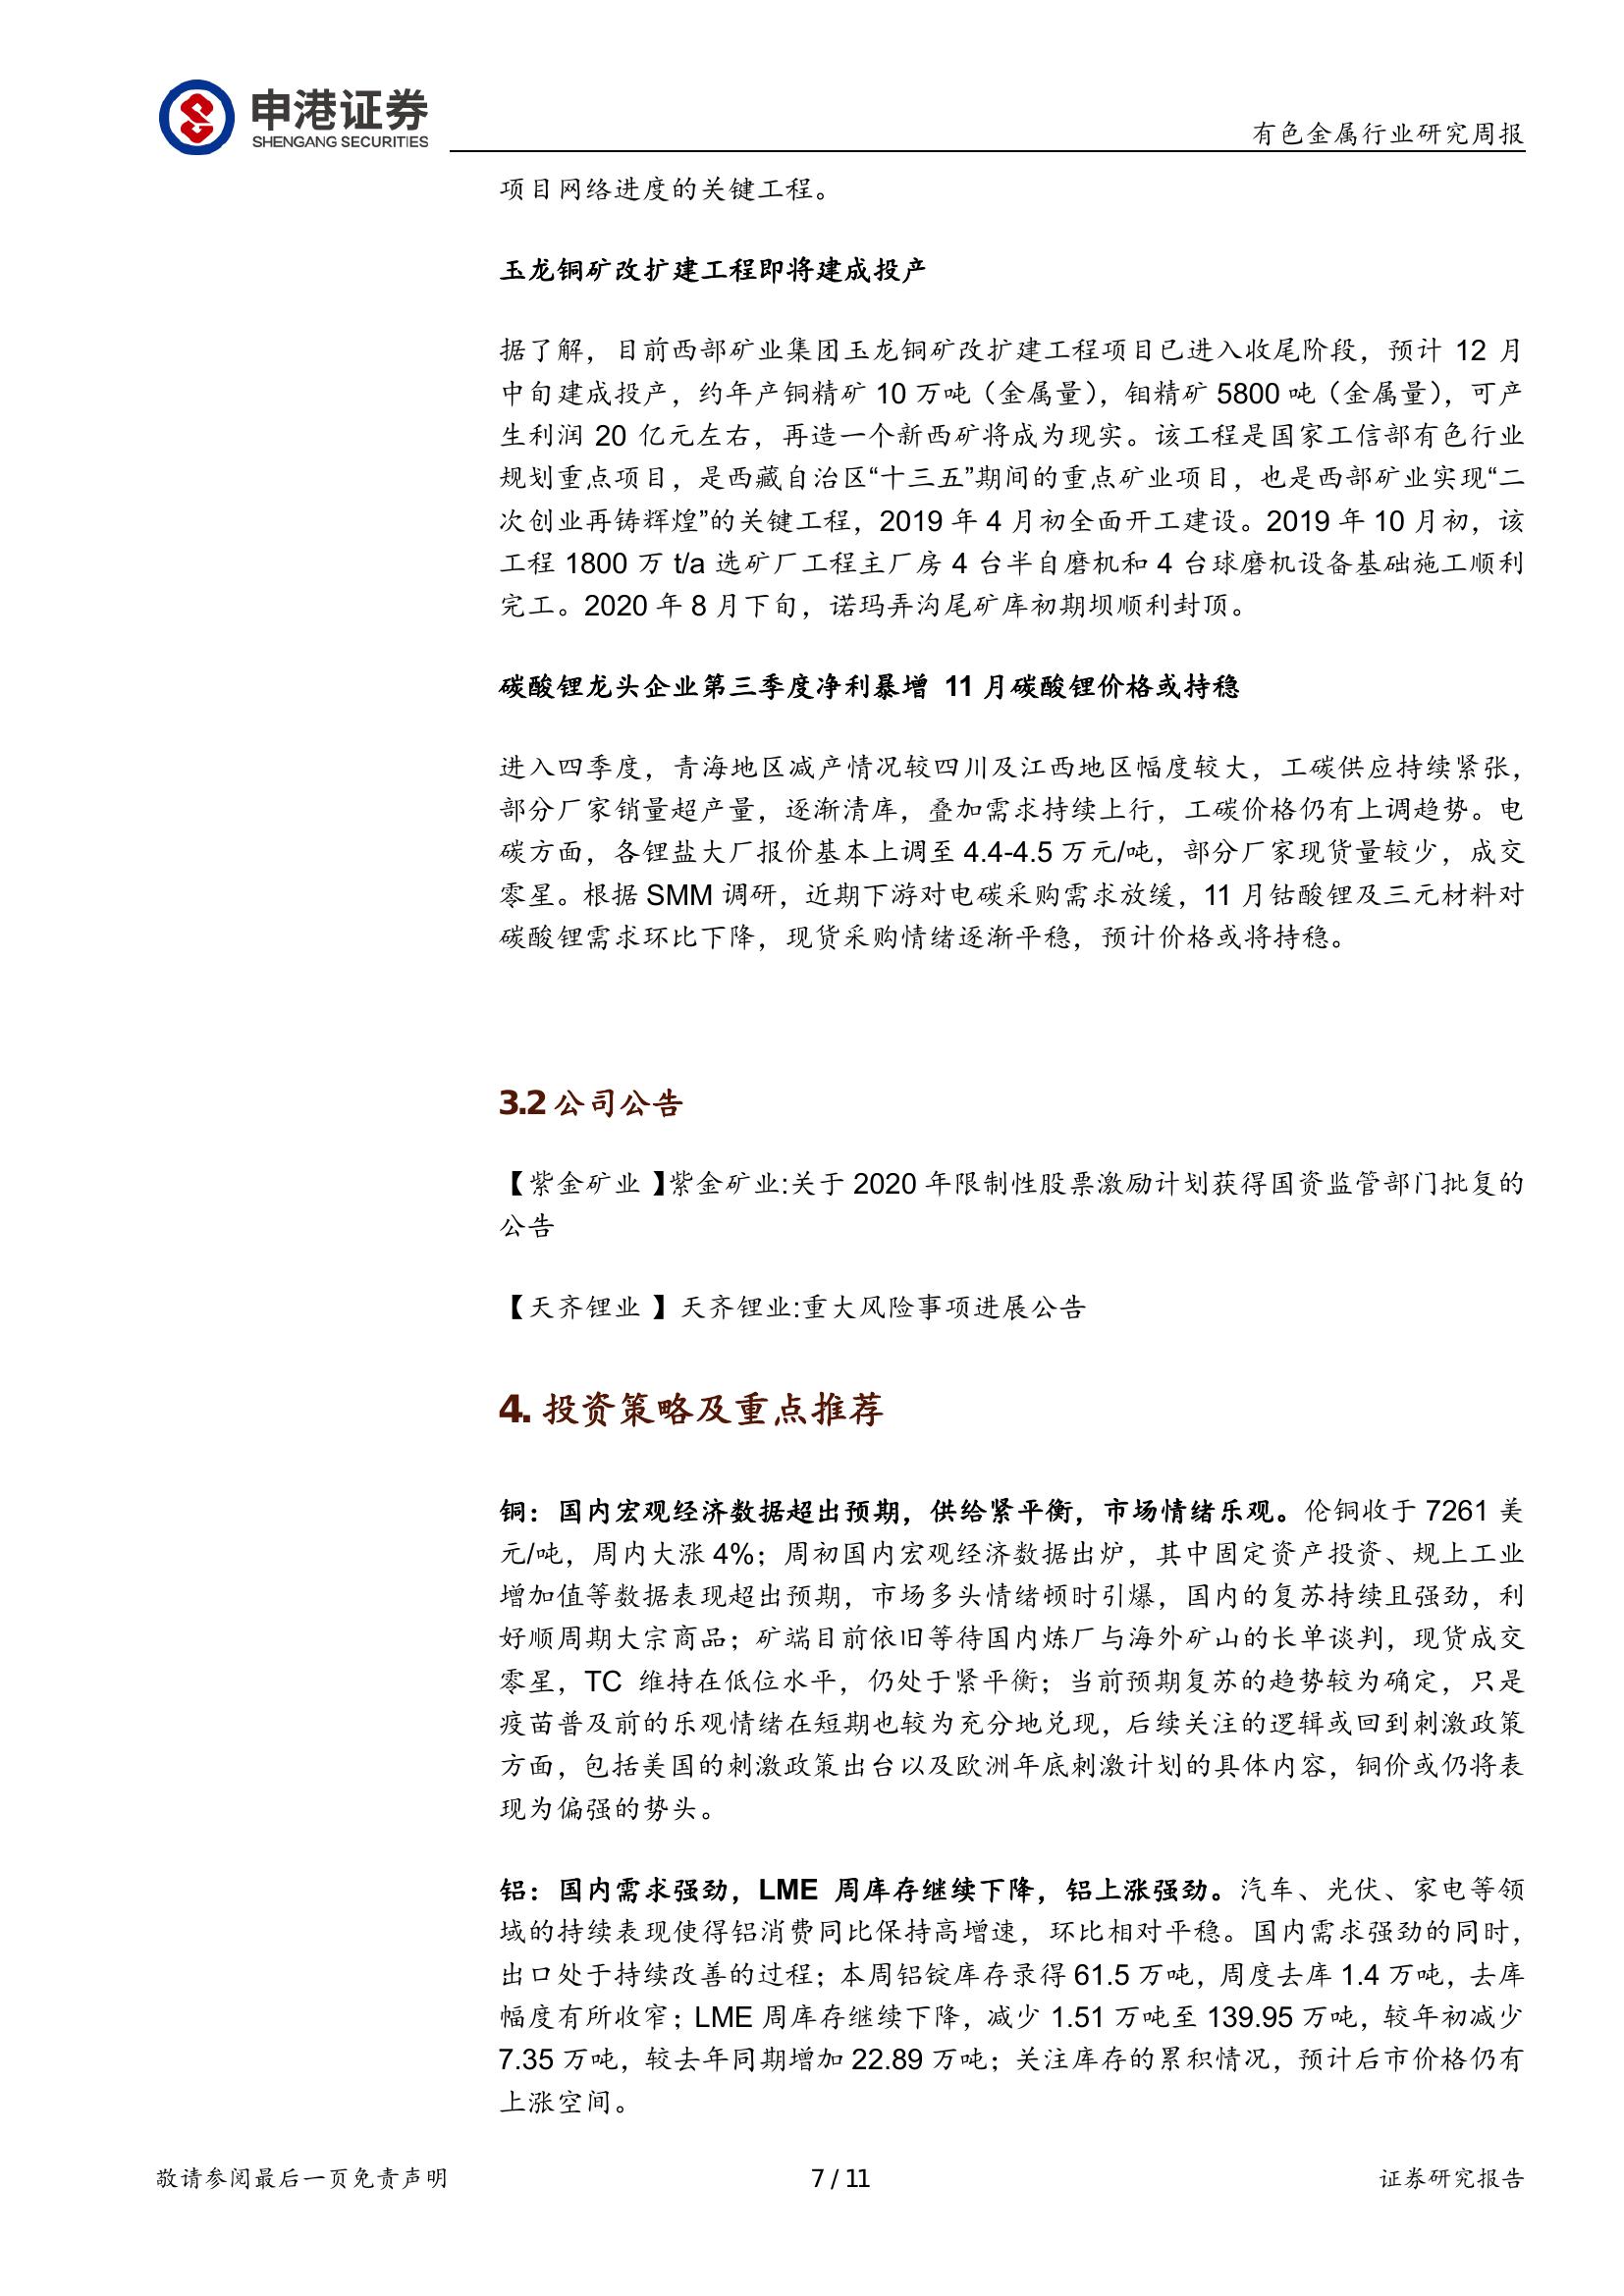 申港证券
SHENGANG SECURITIES
有色金属行业研究周报
项目网络进度的关键工程。
玉龙铜矿改扩建工程即将建成投产
据了解，目前西部矿业集团玉龙铜矿改扩建工程项目已进入收尾阶段，预计 12 月
中旬建成投产，约年产铜精矿 10 万吨（金属量），钼精矿 5800 吨（金属量），可产
生利润 20 亿元左右，再造一个新西矿将成为现实。该工程是国家工信部有色行业
规划重点项目，是西藏自治区“十三五”期间的重点矿业项目，也是西部矿业实现“二
次创业再铸辉煌”的关键工程，2019 年 4 月初全面开工建设。2019 年 10 月初，该
工程 1800 万 t/a 选矿厂工程主厂房 4 台半自磨机和 4 台球磨机设备基础施工顺利
完工。2020 年 8 月下旬，诺玛弄沟尾矿库初期坝顺利封顶。
碳酸锂龙头企业第三季度净利暴增 11 月碳酸锂价格或持稳
进入四季度，青海地区减产情况较四川及江西地区幅度较大，工碳供应持续紧张，
部分厂家销量超产量，逐渐清库，叠加需求持续上行，工碳价格仍有上调趋势。电
碳方面，各锂盐大厂报价基本上调至 4.4-4.5 万元/吨，部分厂家现货量较少，成交
零星。根据 SMM 调研，近期下游对电碳采购需求放缓，11 月钴酸锂及三元材料对
碳酸锂需求环比下降，现货采购情绪逐渐平稳，预计价格或将持稳。
3.2 公司公告
【紫金矿业 】紫金矿业:关于 2020 年限制性股票激励计划获得国资监管部门批复的
公告
【天齐锂业 】 天齐锂业:重大风险事项进展公告
4. 投资策略及重点推荐
铜：国内宏观经济数据超出预期，供给紧平衡，市场情绪乐观。伦铜收于 7261 美
元/吨，周内大涨 4%；周初国内宏观经济数据出炉，其中固定资产投资、规上工业
增加值等数据表现超出预期，市场多头情绪顿时引爆，国内的复苏持续且强劲，利
好顺周期大宗商品；矿端目前依旧等待国内炼厂与海外矿山的长单谈判，现货成交
零星，TC 维持在低位水平，仍处于紧平衡；当前预期复苏的趋势较为确定，只是
疫苗普及前的乐观情绪在短期也较为充分地兑现，后续关注的逻辑或回到刺激政策
方面，包括美国的刺激政策出台以及欧洲年底刺激计划的具体内容，铜价或仍将表
现为偏强的势头。
铝：国内需求强劲，LME 周库存继续下降，铝上涨强劲。汽车、光伏、家电等领
域的持续表现使得铝消费同比保持高增速，环比相对平稳。国内需求强劲的同时，
出口处于持续改善的过程；本周铝锭库存录得 61.5 万吨，周度去库 1.4 万吨，去库
幅度有所收窄；LME 周库存继续下降，减少 1.51 万吨至 139.95 万吨，较年初减少
7.35 万吨，较去年同期增加 22.89 万吨；关注库存的累积情况，预计后市价格仍有
上涨空间。
敬请参阅最后一页免责声明
7 / 11
证券研究报告